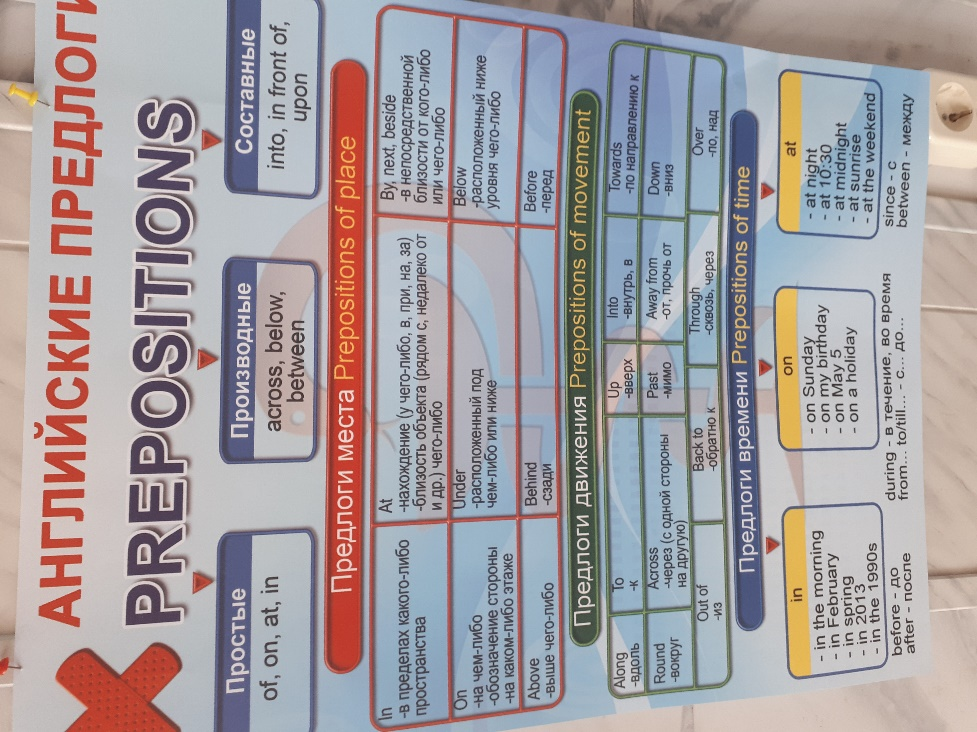 АНГЛИЙСКИЕ ПРЕДЛОГИ
PREPOSITIONS
Простые
of, on, at, in
Производные
across, below,
between
Составные
into, in front of,
upon
Предлоги места Prepositions of place
In
-в пределах какого-либо
пространства
At
-нахождение (у чего-либо, в, при, на, за)
-близость объекта (рядом с, недалеко от
и др.) чего-либо
By, next, beside
-в непосредственной
близости от кого-либо
или чего-либо
On
-на чем-либо
-обозначение стороны
-на каком-либо этаже
Under
-расположенный под
чем-либо или ниже
Below
-расположенный ниже
уровня чего-либо
Above
-выше чего-либо
Behind
-сзади
Before
-перед
Предлоги движения Prepositions of movement
Along
-вдоль
To
-к
Up
-вверх
Into
-внутрь, в
Towards
-по направлению к
Round
-вокруг
Across
-через (с одной стороны
на другую)
Past
-мимо
Away from
-от, прочь от
Down
-вниз
Out of
-из
Back to
-обратно к
Through
-сквозь, через
Over
-по, над
Предлоги времени Prepositions of time
in
- in the morning
- in February
- in spring
- in 2013
- in the 1990s
on
- on Sunday
- on my birthday
- on May 5
- on a holiday
at
- at night
- at 10:30
- at midnight
- at sunrise
- at the weekend
before - до
after - после
during - в течение, во время
from... to/till... - с... до...
since - с
between - между